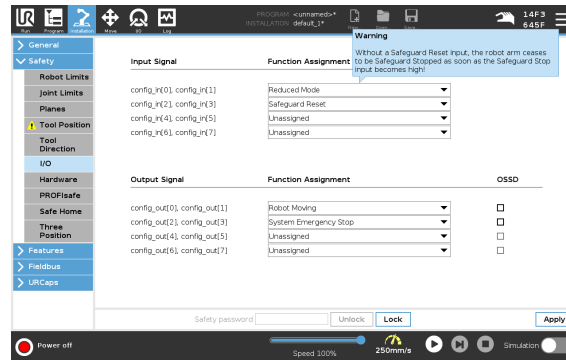 PROGRAM <unnamed>*
INSTALLATION default_1*
14F3
645F
Run Program Installation Move I/O Log
Warning
Without a Safeguard Reset input, the robot arm ceases
to be Safeguard Stopped as soon as the Safeguard Stop
input becomes high!
General
Safety
Robot Limits
Joint Limits
Planes
Tool Position
Tool
Direction
I/O
Hardware
PROFIsafe
Safe Home
Three
Position
Features
Fieldbus
URCaps
Input Signal Function Assignment
config_in[0], config_in[1] Reduced Mode
config_in[2], config_in[3] Safeguard Reset
config_in[4], config_in[5] Unassigned
config_in[6], config_in[7] Unassigned
Output Signal Function Assignment OSSD
config_out[0], config_out[1] Robot Moving
config_out[2], config_out[3] System Emergency Stop
config_out[4], config_out[5] Unassigned
config_out[6], config_out[7] Unassigned
Safety password Unlock Lock Apply
Power off
Speed 100%
250mm/s
Simulation